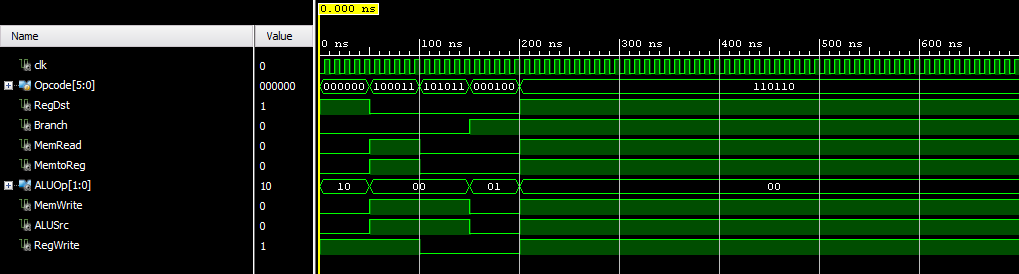 0.000 ns
Name Value 0 ns 100 ns 200 ns 300 ns 400 ns 500 ns 600 ns
clk 0
Opcode[5:0] 000000 000000 100011 101011 000100 110110
RegDst 1
Branch 0
MemRead 0
MemtoReg 0
ALUOp[1:0] 10 10 00 01 00
MemWrite 0
ALUSrc 0
RegWrite 1